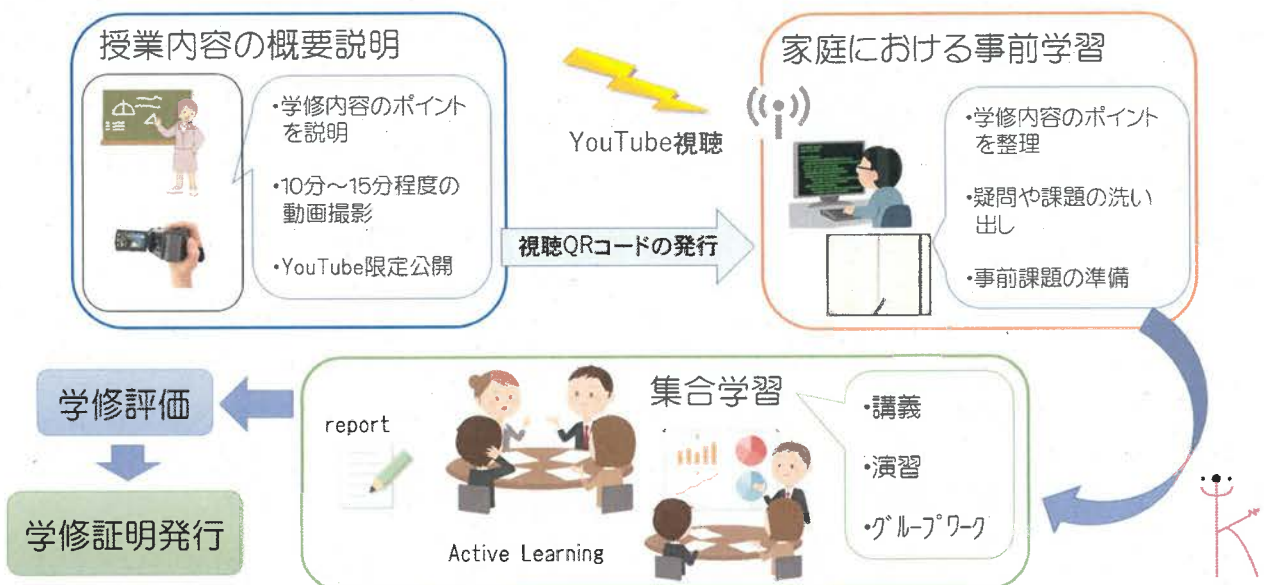 授業内容の概要説明
・学修内容のポイント
を説明
・10分～15分程度の
動画撮影
・YouTube限定公開
YouTube視聴
視聴QRコードの発行
家庭における事前学習
・学修内容のポイント
を整理
・疑問や課題の洗い
出し
・事前課題の準備
集合学習
・講義
・演習
・グループワーク
report
Active Learning
学修評価
学修証明発行